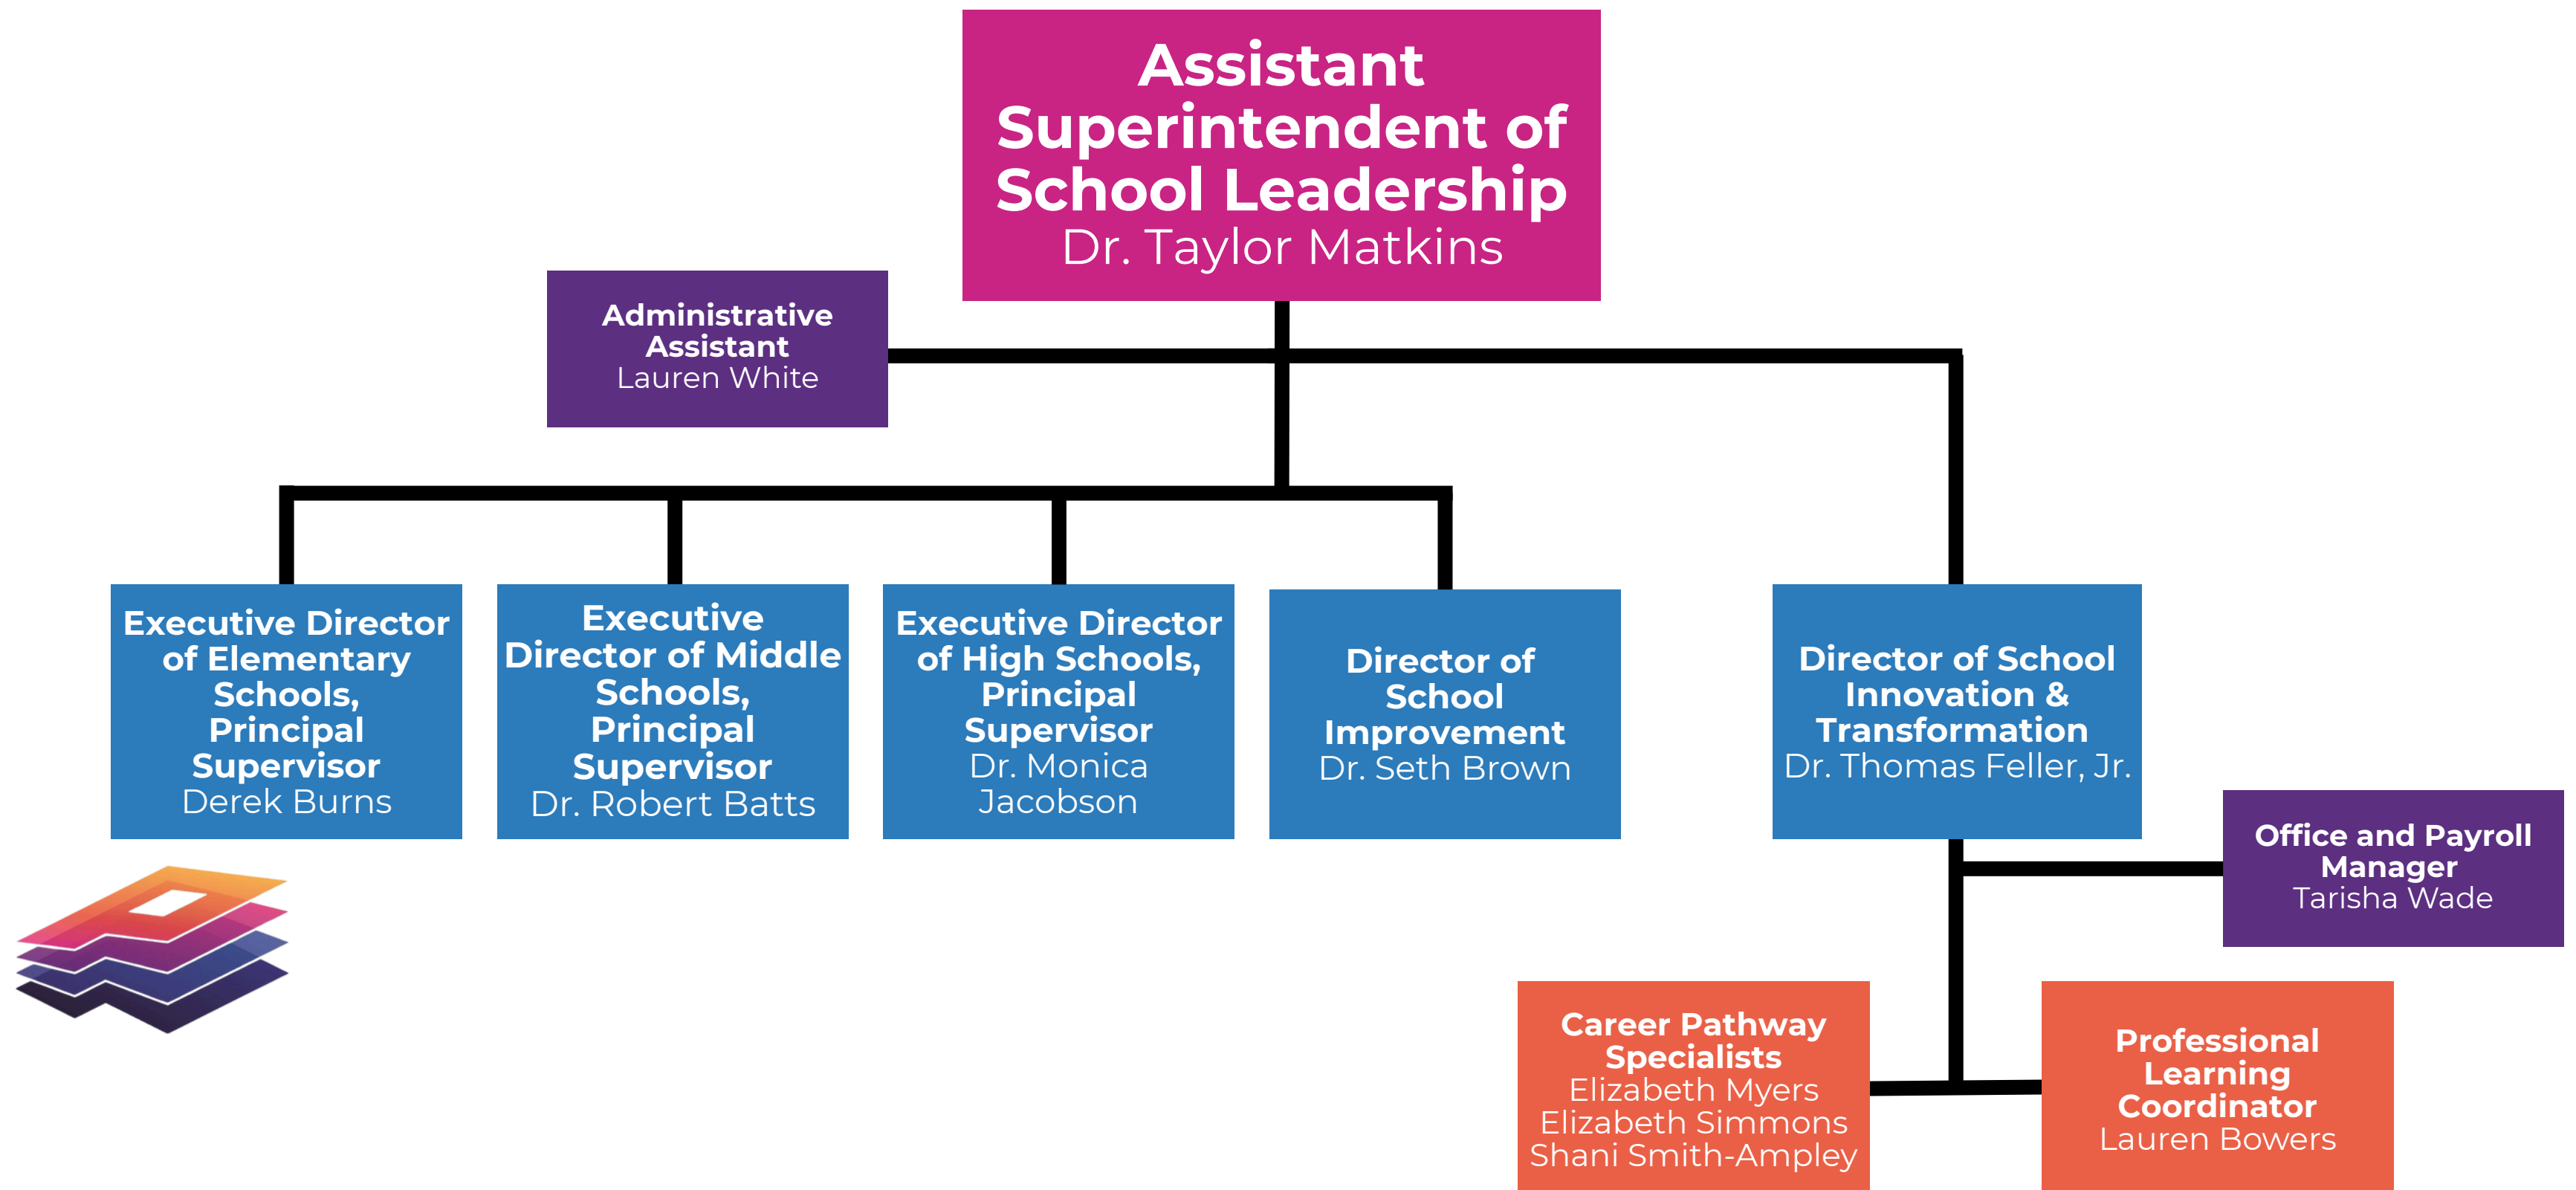 Assistant
Superintendent of
School Leadership
Dr. Taylor Matkins
Administrative
Assistant
Lauren White
Executive Director
of Elementary
Schools,
Principal
Supervisor
Derek Burns
Executive
Director of Middle
Schools,
Principal
Supervisor
Dr. Robert Batts
Executive Director
of High Schools,
Principal
Supervisor
Dr. Monica
Jacobson
Director of
School
Improvement
Dr. Seth Brown
Director of School
Innovation &
Transformation
Dr. Thomas Feller, Jr.
Office and Payroll
Manager
Tarisha Wade
Career Pathway
Specialists
Elizabeth Myers
Elizabeth Simmons
Shani Smith-Ampley
Professional
Learning
Coordinator
Lauren Bowers